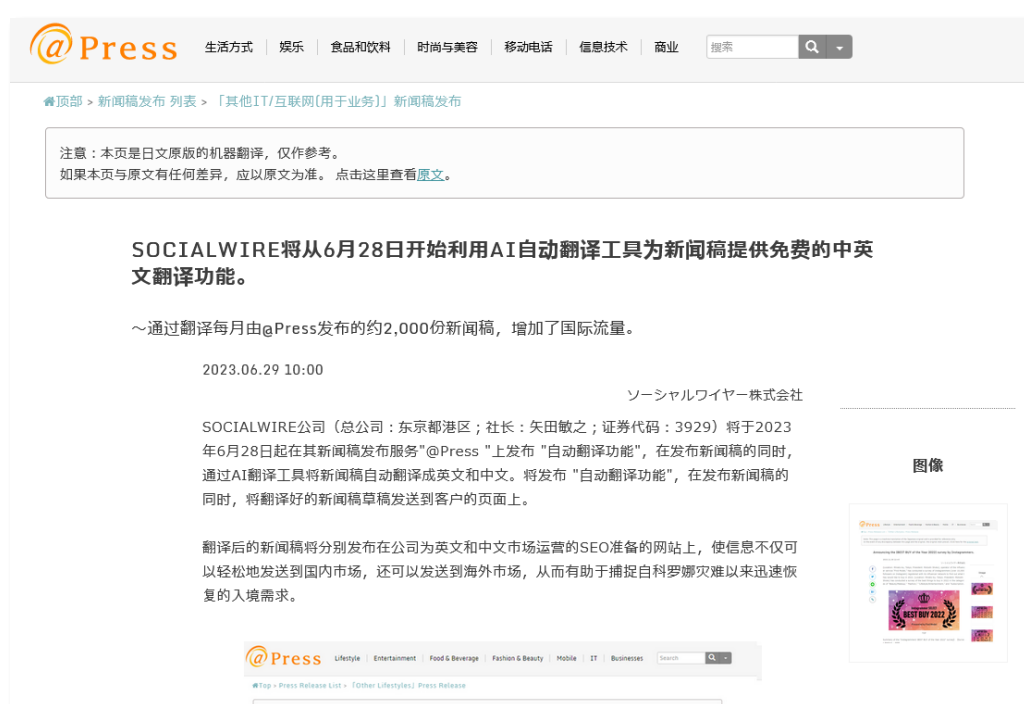 @Press 生活方式 娱乐 食品和饮料 时尚与美容 移动电话 信息技术 商业 搜索
顶部 > 新闻稿发布 列表 > 「其他IT/互联网(用于业务)」新闻稿发布
注意：本页是日文原版的机器翻译，仅作参考。
如果本页与原文有任何差异，应以原文为准。 点击这里查看原文。
SOCIALWIRE将从6月28日开始利用AI自动翻译工具为新闻稿提供免费的中英
文翻译功能。
～通过翻译每月由@Press发布的约2,000份新闻稿，增加了国际流量。
2023.06.29 10:00
ソーシャルワイヤー株式会社
SOCIALWIRE公司（总公司：东京都港区；社长：矢田敏之；证券代码：3929）将于2023
年6月28日起在其新闻稿发布服务"@Press "上发布 "自动翻译功能"，在发布新闻稿的同时，
通过AI翻译工具将新闻稿自动翻译成英文和中文。将发布 "自动翻译功能"，在发布新闻稿的
同时，将翻译好的新闻稿草稿发送到客户的页面上。
翻译后的新闻稿将分别发布在公司为英文和中文市场运营的SEO准备的网站上，使信息不仅可
以轻松地发送到国内市场，还可以发送到海外市场，从而有助于捕捉自科罗娜灾难以来迅速恢
复的入境需求。
图像
Announcing the BEST BUY of the Year 2022 survey by Instagrammers
BEST BUY 2022
@Press Lifestyle Entertainment Food & Beverage Fashion & Beauty Mobile IT Businesses Search
Top > Press Release List > 「Other Lifestyles」 Press Release